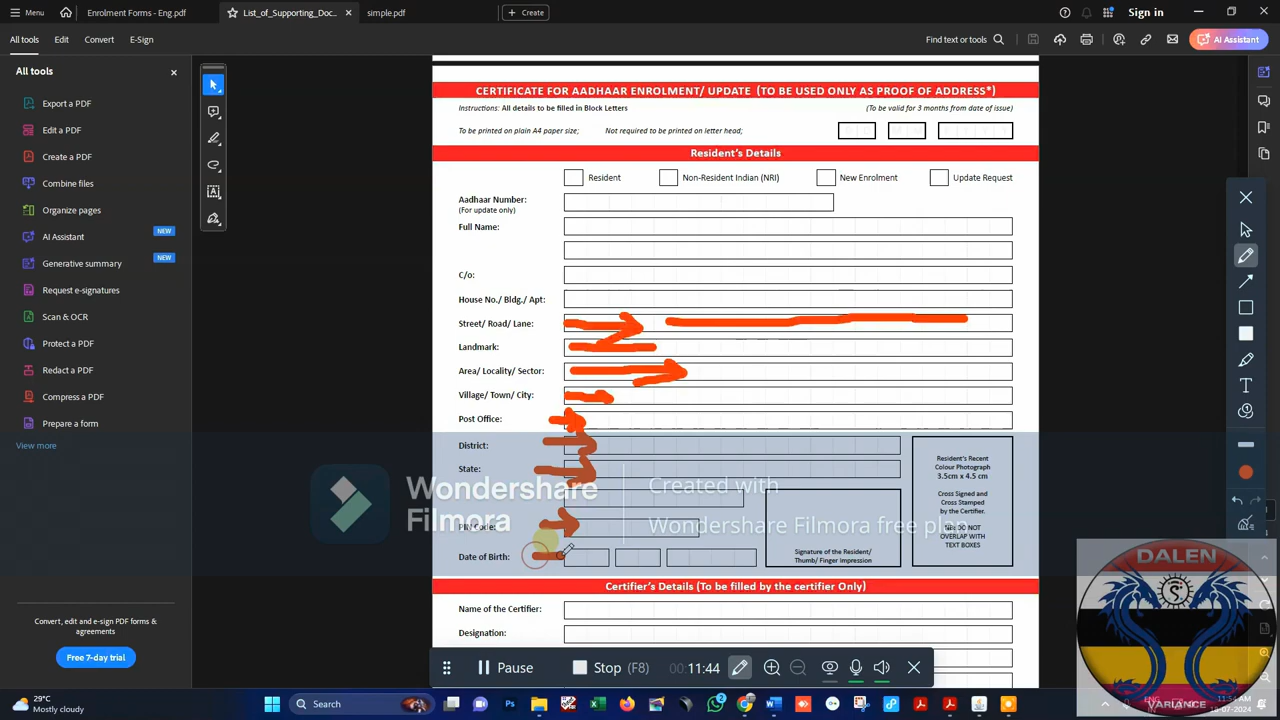 Menu
Enrolment Forms - Eng.pdf
List_of_Supporting_Doc...
simple.pdf
Create
Sign in
All tools
Edit
Convert
E-Sign
Find text or tools
AI Assistant
All tools
Export a PDF
Edit a PDF
Create a PDF
Combine files
Organize pages
AI Assistant NEW
Generative summary NEW
Request e-signatures
Scan & OCR
Protect a PDF
Redact a PDF
Compress a PDF
Prepare a form
View more
Convert, edit and e-sign PDF forms &
agreements
Free 7-day trial
CERTIFICATE FOR AADHAAR ENROLMENT/ UPDATE (TO BE USED ONLY AS PROOF OF ADDRESS*)
Instructions: All details to be filled in Block Letters
(To be valid for 3 months from date of issue)
To be printed on plain A4 paper size;
Not required to be printed on letter head;
Resident's Details
Resident
Non-Resident Indian (NRI)
New Enrolment
Update Request
Aadhaar Number:
(For update only)
Full Name:
C/o:
House No./ Bldg./ Apt:
Street/ Road/ Lane:
Landmark:
Area/ Locality/ Sector:
Village/ Town/ City:
Post Office:
District:
State:
PIN Code:
Date of Birth:
Signature of the Resident/
Thumb/ Finger Impression
Resident's Recent
Colour Photograph
3.5cm x 4.5 cm
Cross Signed and
Cross Stamped
by the Certifier.
DO NOT
OVERLAP WITH
TEXT BOXES
Wondershare
Filmora
Created with
Wondershare Filmora free plan
Certifier's Details (To be filled by the certifier Only)
Name of the Certifier:
Designation:
Pause
Stop (F8)
00:11:44
DALEN
VARIANCE
29°C
Mostly cloudy
Search
2
11:54 AM
18-07-2024